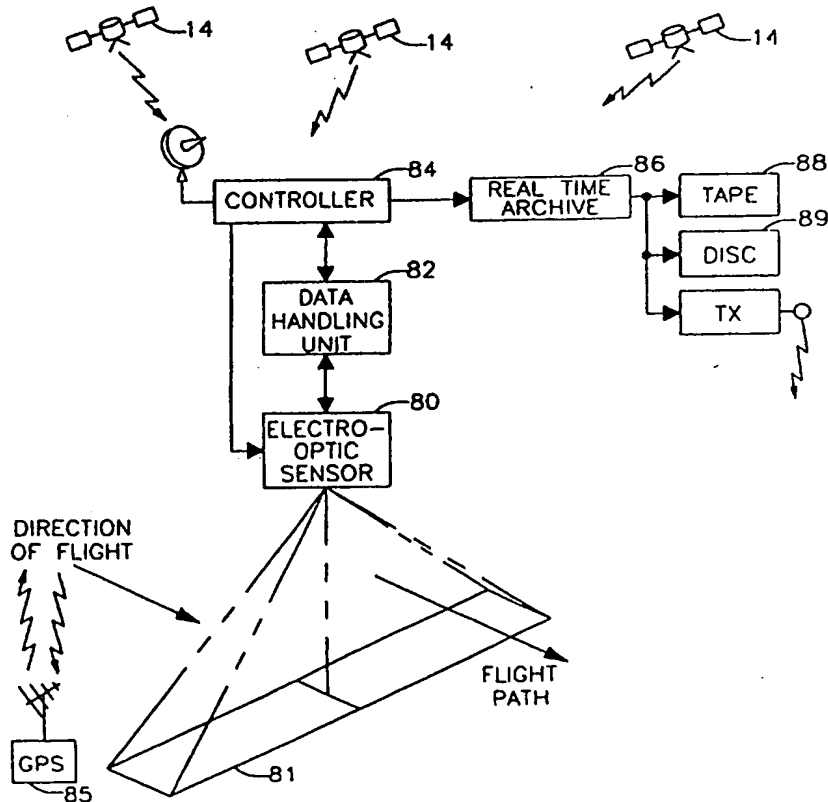 14
14
14
84
CONTROLLER
86
REAL TIME
ARCHIVE
88
TAPE
89
DISC
TX
82
DATA
HANDLING
UNIT
80
ELECTRO-
OPTIC
SENSOR
DIRECTION
OF FLIGHT
FLIGHT
PATH
GPS
85
81